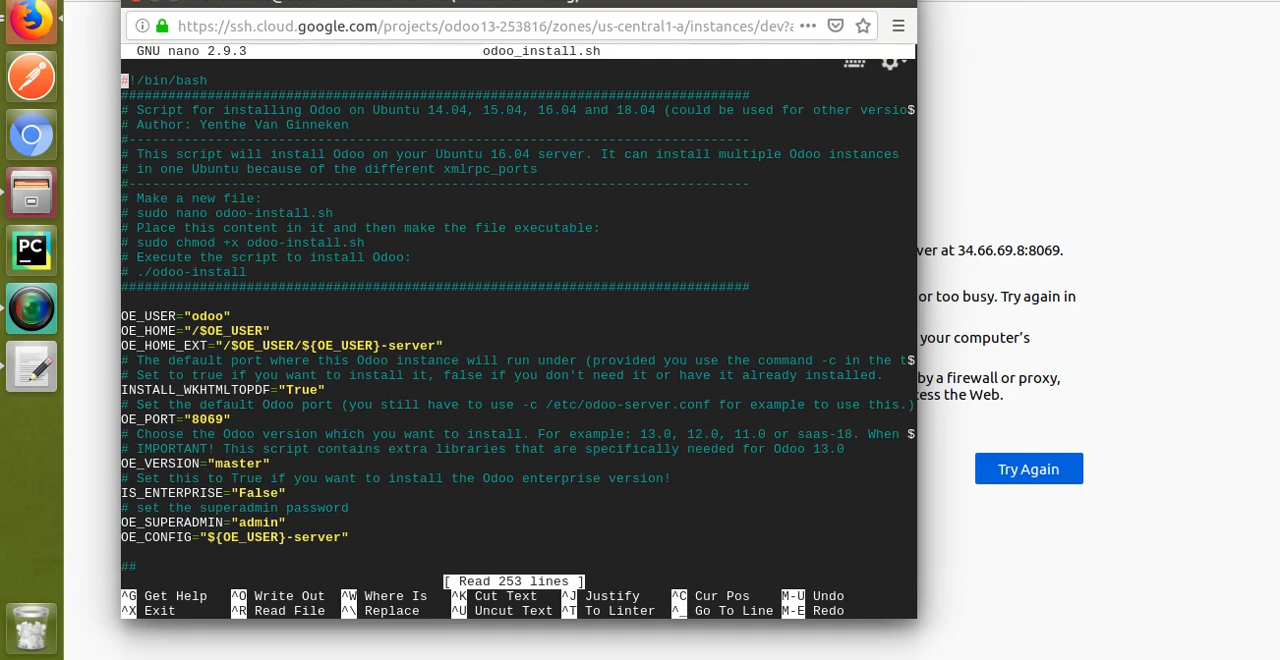 https://ssh.cloud.google.com/projects/odoo13-253816/zones/us-central1-a/instances/dev?a
GNU nano 2.9.3 odoo_install.sh
#!/bin/bash
################################################################################
# Script for installing Odoo on Ubuntu 14.04, 15.04, 16.04 and 18.04 (could be used for other versio$
# Author: Yenthe Van Ginneken
#-------------------------------------------------------------------------------
# This script will install Odoo on your Ubuntu 16.04 server. It can install multiple Odoo instances
# in one Ubuntu because of the different xmlrpc_ports
#-------------------------------------------------------------------------------
# Make a new file:
# sudo nano odoo-install.sh
# Place this content in it and then make the file executable:
# sudo chmod +x odoo-install.sh
# Execute the script to install Odoo:
# ./odoo-install
################################################################################
OE_USER="odoo"
OE_HOME="/$OE_USER"
OE_HOME_EXT="/$OE_USER/${OE_USER}-server"
# The default port where this Odoo instance will run under (provided you use the command -c in the t$
# Set to true if you want to install it, false if you don't need it or have it already installed.
INSTALL_WKHTMLTOPDF="True"
# Set the default Odoo port (you still have to use -c /etc/odoo-server.conf for example to use this.)
OE_PORT="8069"
# Choose the Odoo version which you want to install. For example: 13.0, 12.0, 11.0 or saas-18. When $
# IMPORTANT! This script contains extra libraries that are specifically needed for Odoo 13.0
OE_VERSION="master"
# Set this to True if you want to install the Odoo enterprise version!
IS_ENTERPRISE="False"
# set the superadmin password
OE_SUPERADMIN="admin"
OE_CONFIG="${OE_USER}-server"
##
[ Read 253 lines ]
^G Get Help ^O Write Out ^W Where Is ^K Cut Text ^J Justify ^C Cur Pos M-U Undo
^X Exit ^R Read File ^\ Replace ^U Uncut Text ^T To Linter ^_ Go To Line M-E Redo
ver at 34.66.69.8:8069.
or too busy. Try again in
your computer's
by a firewall or proxy,
cess the Web.
Try Again
PC